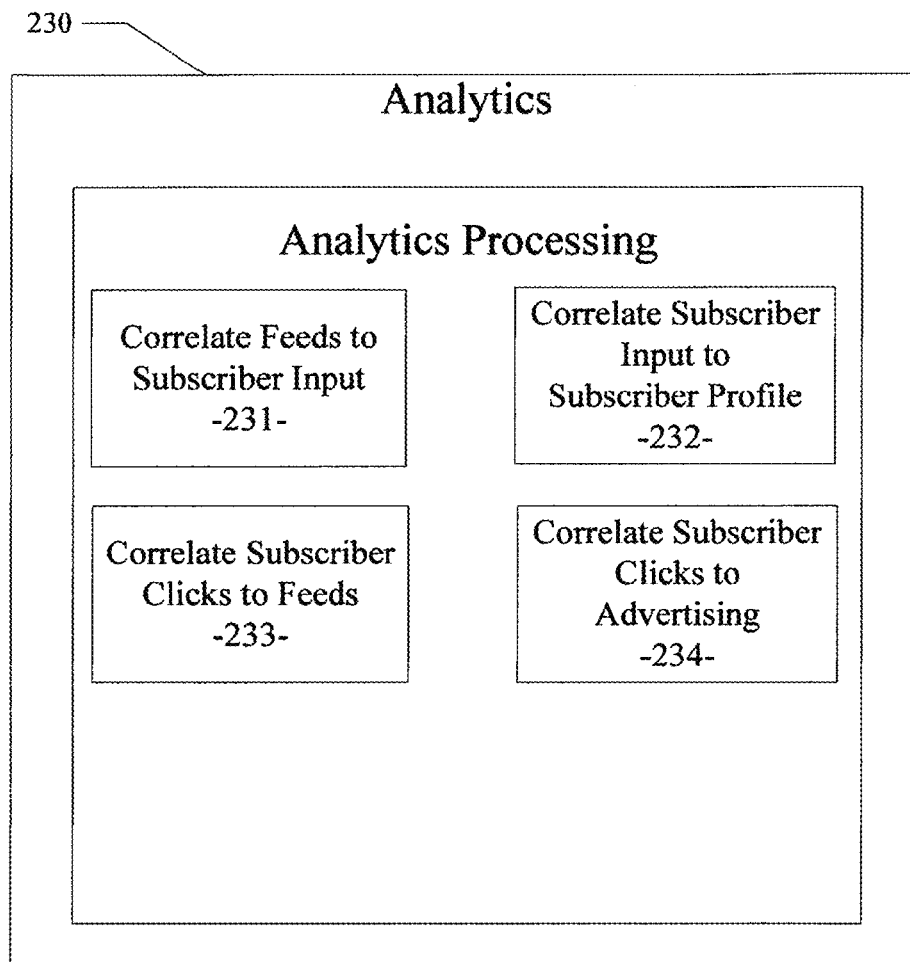 230
Analytics
Analytics Processing
Correlate Feeds to
Subscriber Input
-231-
Correlate Subscriber
Input to
Subscriber Profile
-232-
Correlate Subscriber
Clicks to Feeds
-233-
Correlate Subscriber
Clicks to
Advertising
-234-